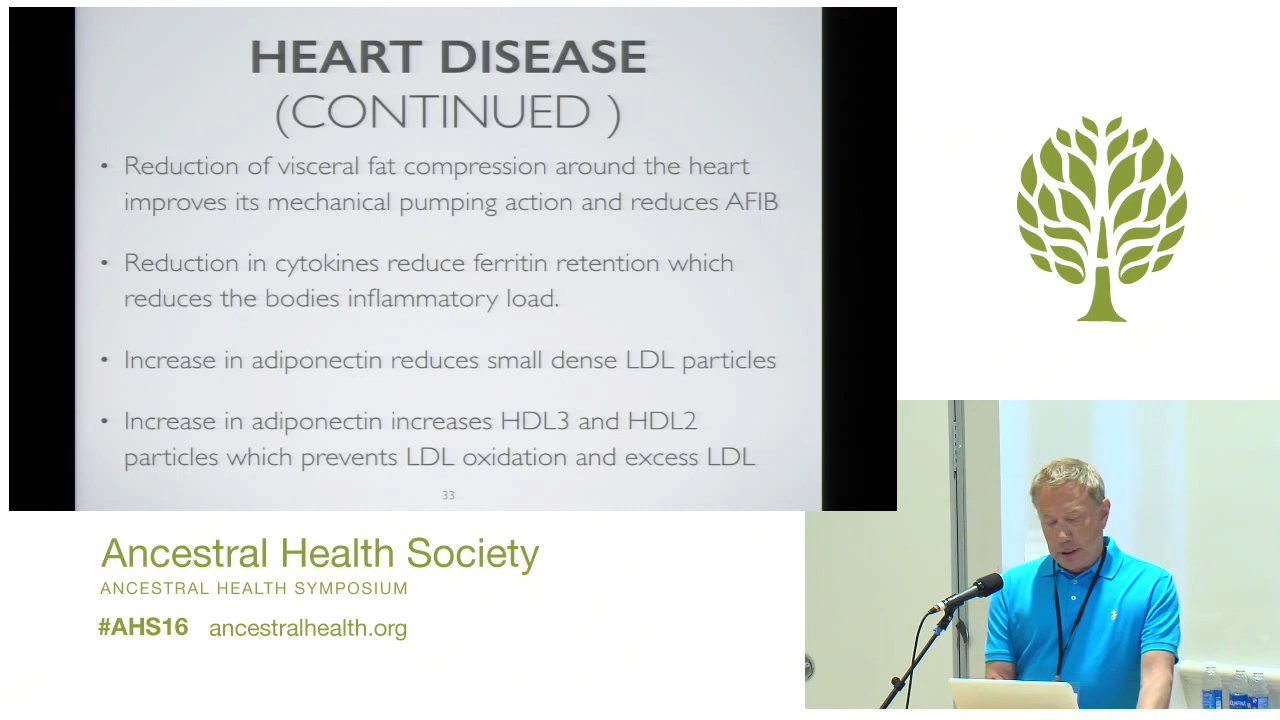 HEART DISEASE
(CONTINUED )
• Reduction of visceral fat compression around the heart
improves its mechanical pumping action and reduces AFIB
• Reduction in cytokines reduce ferritin retention which
reduces the bodies inflammatory load.
• Increase in adiponectin reduces small dense LDL particles
• Increase in adiponectin increases HDL3 and HDL2
particles which prevents LDL oxidation and excess LDL
33
Ancestral Health Society
ANCESTRAL HEALTH SYMPOSIUM
#AHS16 ancestralhealth.org